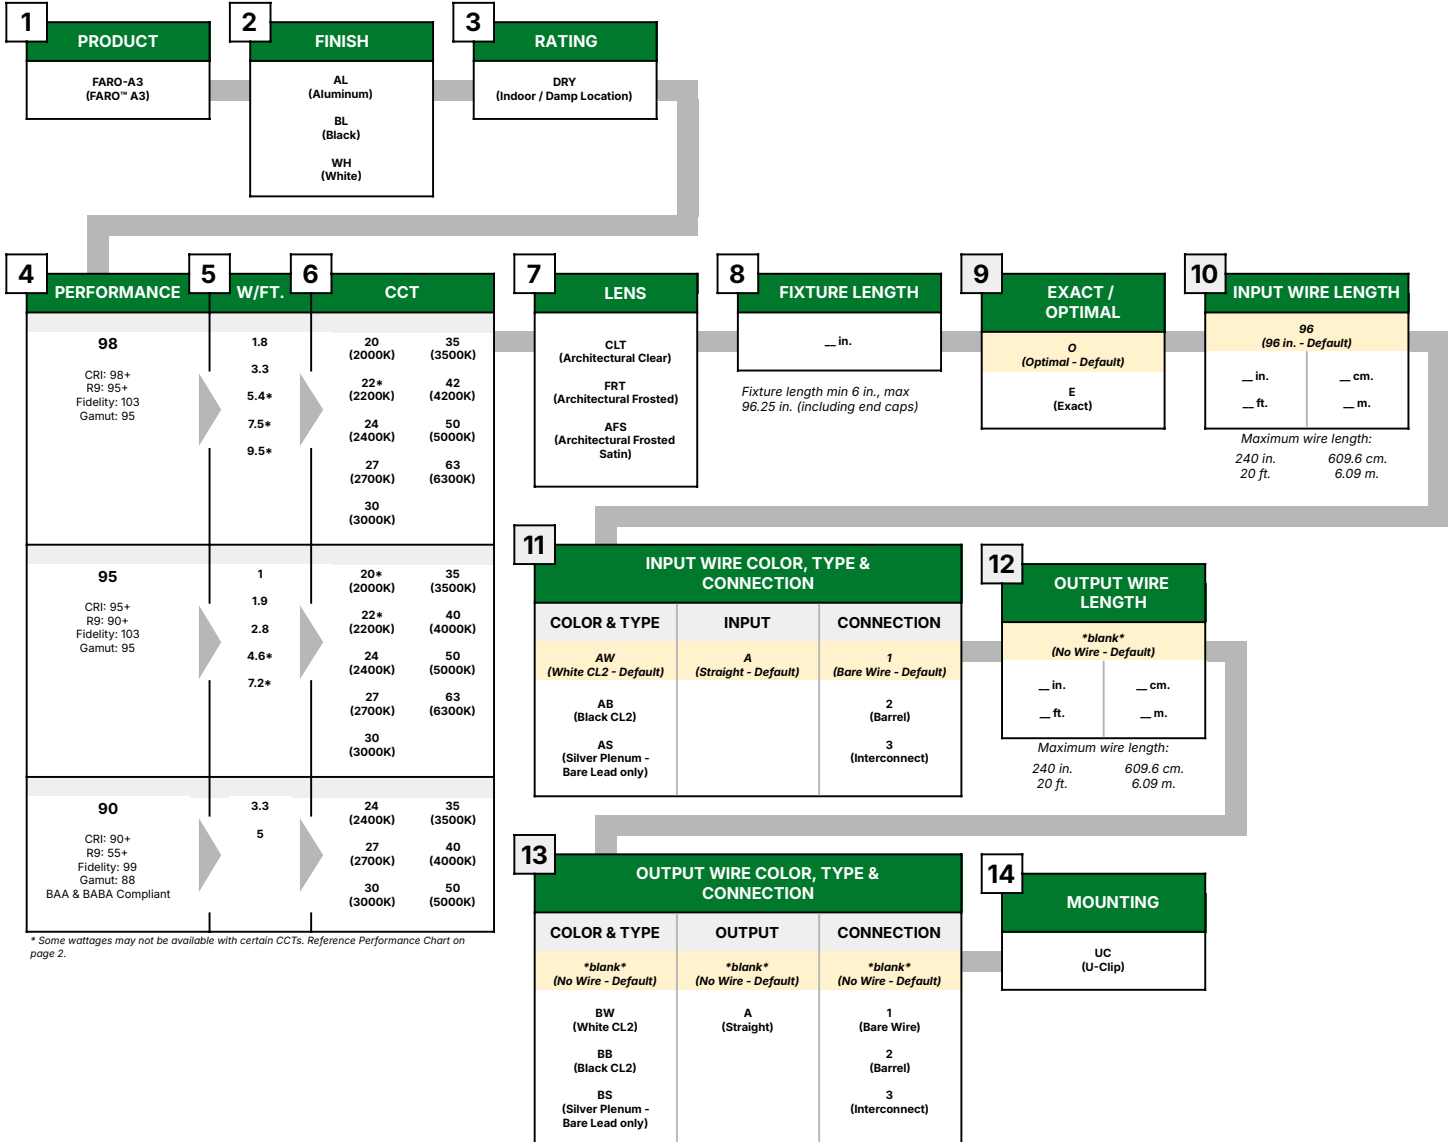 1
PRODUCT
FARO-A3
(FARO™ A3)
2
FINISH
AL
(Aluminum)
BL
(Black)
WH
(White)
3
RATING
DRY
(Indoor / Damp Location)
4
PERFORMANCE
5
W/FT.
6
CCT
98
CRI: 98+
R9: 95+
Fidelity: 103
Gamut: 95
1.8
3.3
5.4*
7.5*
9.5*
20
(2000K)
22*
(2200K)
24
(2400K)
27
(2700K)
30
(3000K)
35
(3500K)
42
(4200K)
50
(5000K)
63
(6300K)
95
CRI: 95+
R9: 90+
Fidelity: 103
Gamut: 95
1
1.9
2.8
4.6*
7.2*
20*
(2000K)
22*
(2200K)
24
(2400K)
27
(2700K)
30
(3000K)
35
(3500K)
40
(4000K)
50
(5000K)
63
(6300K)
90
CRI: 90+
R9: 55+
Fidelity: 99
Gamut: 88
BAA & BABA Compliant
3.3
5
24
(2400K)
27
(2700K)
30
(3000K)
35
(3500K)
40
(4000K)
50
(5000K)
* Some wattages may not be available with certain CCTs. Reference Performance Chart on
page 2.
7
LENS
CLT
(Architectural Clear)
FRT
(Architectural Frosted)
AFS
(Architectural Frosted
Satin)
8
FIXTURE LENGTH
__ in.
Fixture length min 6 in., max
96.25 in. (including end caps)
9
EXACT /
OPTIMAL
O
(Optimal - Default)
E
(Exact)
10
INPUT WIRE LENGTH
96
(96 in. - Default)
__ in.
__ cm.
__ ft.
__ m.
Maximum wire length:
240 in.
609.6 cm.
20 ft.
6.09 m.
11
INPUT WIRE COLOR, TYPE &
CONNECTION
COLOR & TYPE
INPUT
CONNECTION
AW
(White CL2 - Default)
A
(Straight - Default)
1
(Bare Wire - Default)
AB
(Black CL2)
2
(Barrel)
AS
(Silver Plenum -
Bare Lead only)
3
(Interconnect)
12
OUTPUT WIRE
LENGTH
*blank*
(No Wire - Default)
__ in.
__ cm.
__ ft.
__ m.
Maximum wire length:
240 in.
609.6 cm.
20 ft.
6.09 m.
13
OUTPUT WIRE COLOR, TYPE &
CONNECTION
COLOR & TYPE
OUTPUT
CONNECTION
*blank*
(No Wire - Default)
*blank*
(No Wire - Default)
*blank*
(No Wire - Default)
BW
(White CL2)
A
(Straight)
1
(Bare Wire)
BB
(Black CL2)
2
(Barrel)
BS
(Silver Plenum -
Bare Lead only)
3
(Interconnect)
14
MOUNTING
UC
(U-Clip)